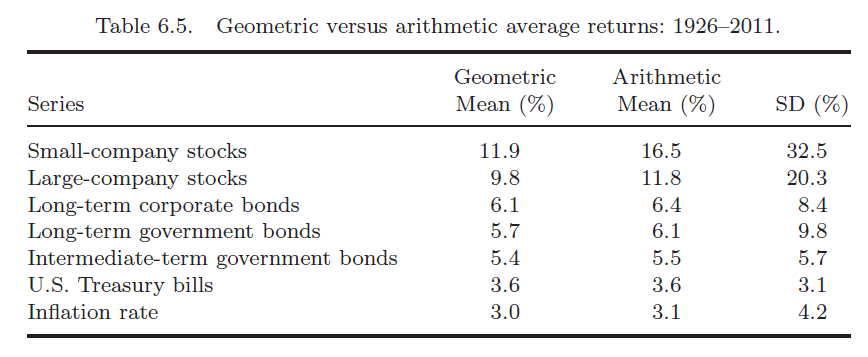 Table 6.5. Geometric versus arithmetic average returns: 1926–2011.
Geometric Arithmetic
Series Mean (%) Mean (%) SD (%)
Small-company stocks 11.9 16.5 32.5
Large-company stocks 9.8 11.8 20.3
Long-term corporate bonds 6.1 6.4 8.4
Long-term government bonds 5.7 6.1 9.8
Intermediate-term government bonds 5.4 5.5 5.7
U.S. Treasury bills 3.6 3.6 3.1
Inflation rate 3.0 3.1 4.2